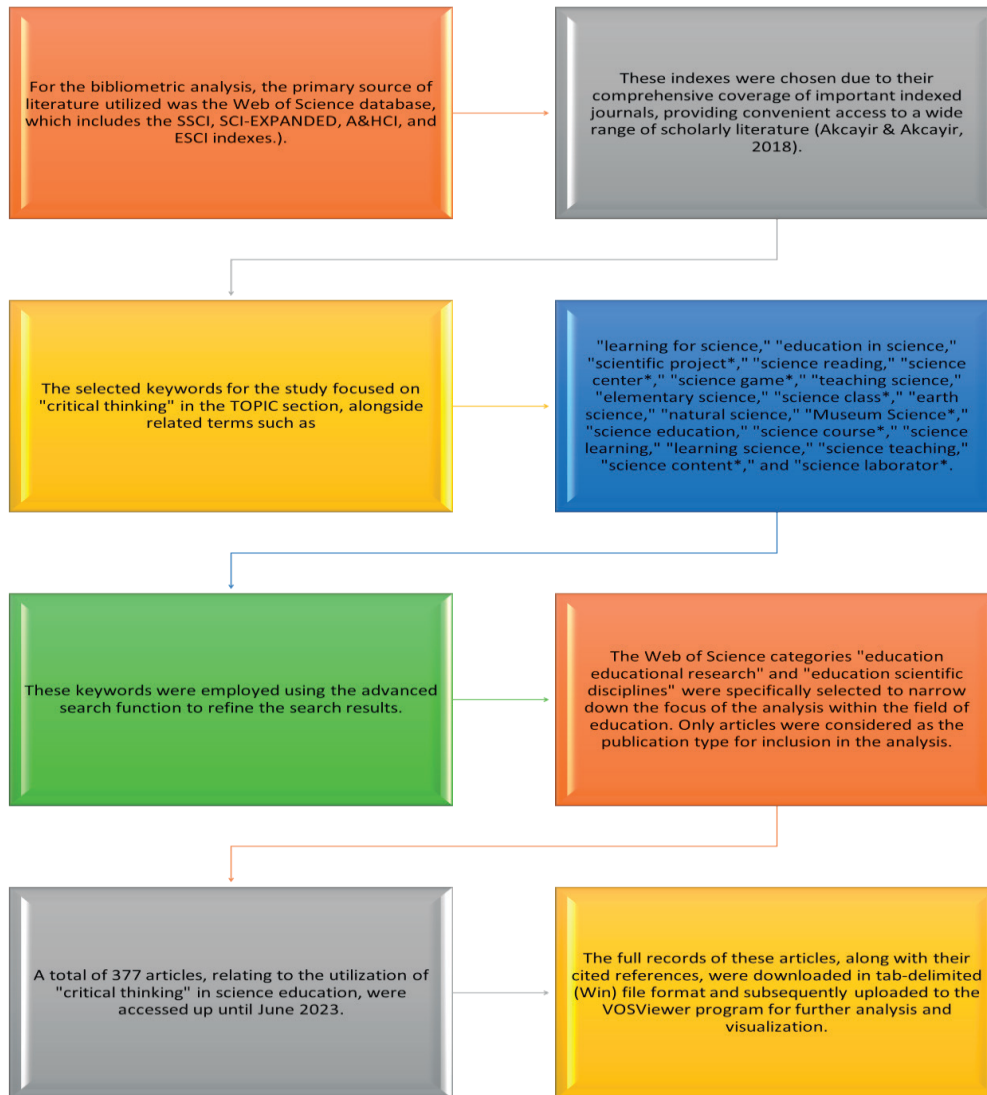 For the bibliometric analysis, the primary source of
literature utilized was the Web of Science database,
which includes the SSCI, SCI-EXPANDED, A&HCI, and
ESCI indexes.).
These indexes were chosen due to their
comprehensive coverage of important indexed
journals, providing convenient access to a wide
range of scholarly literature (Akcayir & Akcayir,
2018).
The selected keywords for the study focused on
"critical thinking" in the TOPIC section, alongside
related terms such as
"learning for science," "education in science,"
"scientific project*," "science reading," "science
center*," "science game*," "teaching science,"
"elementary science," "science class*," "earth
science," "natural science," "Museum Science*,"
"science education," "science course*," "science
learning," "learning science," "science teaching,"
"science content*," and "science laborator*.
These keywords were employed using the advanced
search function to refine the search results.
The Web of Science categories "education
educational research" and "education scientific
disciplines" were specifically selected to narrow
down the focus of the analysis within the field of
education. Only articles were considered as the
publication type for inclusion in the analysis.
A total of 377 articles, relating to the utilization of
"critical thinking" in science education, were
accessed up until June 2023.
The full records of these articles, along with their
cited references, were downloaded in tab-delimited
(Win) file format and subsequently uploaded to the
VOSViewer program for further analysis and
visualization.